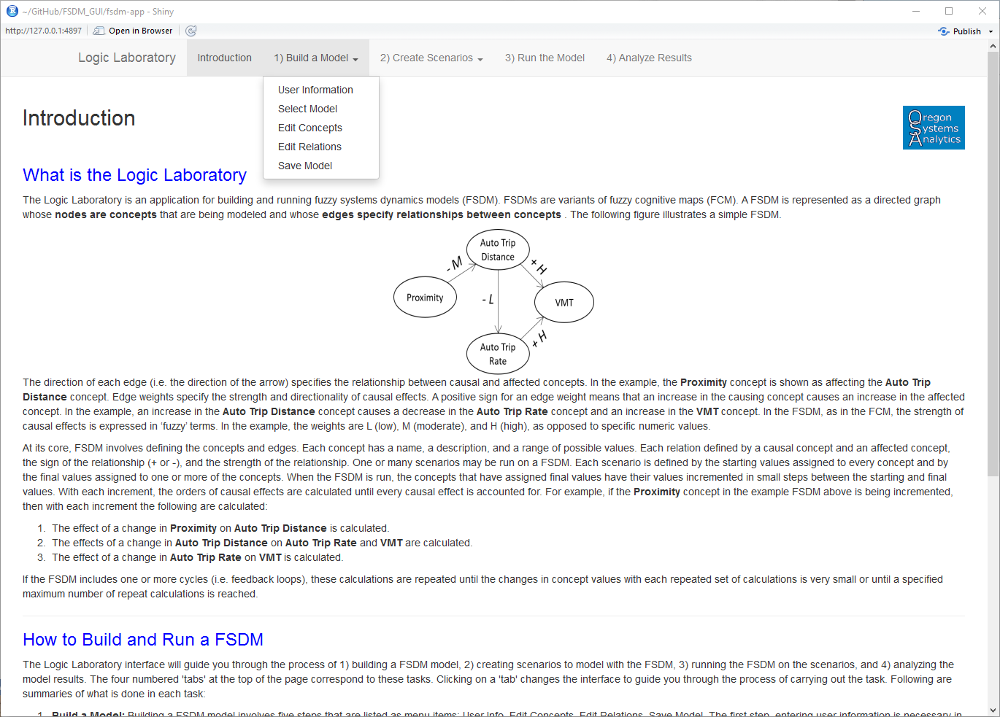 ~/GitHub/FSDM_GUI/fsdm-app - Shiny
http://127.0.0.1:4897 Open in Browser Publish
Logic Laboratory Introduction 1) Build a Model 2) Create Scenarios 3) Run the Model 4) Analyze Results
User Information
Select Model
Edit Concepts
Edit Relations
Save Model
Introduction
Oregon
Systems
Analytics
What is the Logic Laboratory
The Logic Laboratory is an application for building and running fuzzy systems dynamics models (FSDM). FSDMs are variants of fuzzy cognitive maps (FCM). A FSDM is represented as a directed graph
whose nodes are concepts that are being modeled and whose edges specify relationships between concepts . The following figure illustrates a simple FSDM.
Auto Trip
Distance
- M
+ H
Proximity
- L
VMT
+ H
Auto Trip
Rate
The direction of each edge (i.e. the direction of the arrow) specifies the relationship between causal and affected concepts. In the example, the Proximity concept is shown as affecting the Auto Trip
Distance concept. Edge weights specify the strength and directionality of causal effects. A positive sign for an edge weight means that an increase in the causing concept causes an increase in the affected
concept. In the example, an increase in the Auto Trip Distance concept causes a decrease in the Auto Trip Rate concept and an increase in the VMT concept. In the FSDM, as in the FCM, the strength of
causal effects is expressed in ‘fuzzy’ terms. In the example, the weights are L (low), M (moderate), and H (high), as opposed to specific numeric values.
At its core, FSDM involves defining the concepts and edges. Each concept has a name, a description, and a range of possible values. Each relation defined by a causal concept and an affected concept,
the sign of the relationship (+ or -), and the strength of the relationship. One or many scenarios may be run on a FSDM. Each scenario is defined by the starting values assigned to every concept and by
the final values assigned to one or more of the concepts. When the FSDM is run, the concepts that have assigned final values have their values incremented in small steps between the starting and final
values. With each increment, the orders of causal effects are calculated until every causal effect is accounted for. For example, if the Proximity concept in the example FSDM above is being incremented,
then with each increment the following are calculated:
1. The effect of a change in Proximity on Auto Trip Distance is calculated.
2. The effects of a change in Auto Trip Distance on Auto Trip Rate and VMT are calculated.
3. The effect of a change in Auto Trip Rate on VMT is calculated.
If the FSDM includes one or more cycles (i.e. feedback loops), these calculations are repeated until the changes in concept values with each repeated set of calculations is very small or until a specified
maximum number of repeat calculations is reached.
How to Build and Run a FSDM
The Logic Laboratory interface will guide you through the process of 1) building a FSDM model, 2) creating scenarios to model with the FSDM, 3) running the FSDM on the scenarios, and 4) analyzing the
model results. The four numbered 'tabs' at the top of the page correspond to these tasks. Clicking on a 'tab' changes the interface to guide you through the process of carrying out the task. Following are
summaries of what is done in each task:
1. Build a Model: Building a FSDM model involves five steps that are listed as menu items: User Info, Edit Concepts, Edit Relations, Save Model. The first step, entering user information is necessary in